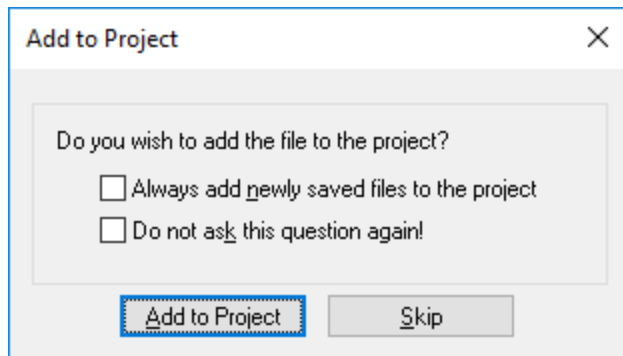 Add to Project
Do you wish to add the file to the project?
Always add newly saved files to the project
Do not ask this question again!
Add to Project
Skip